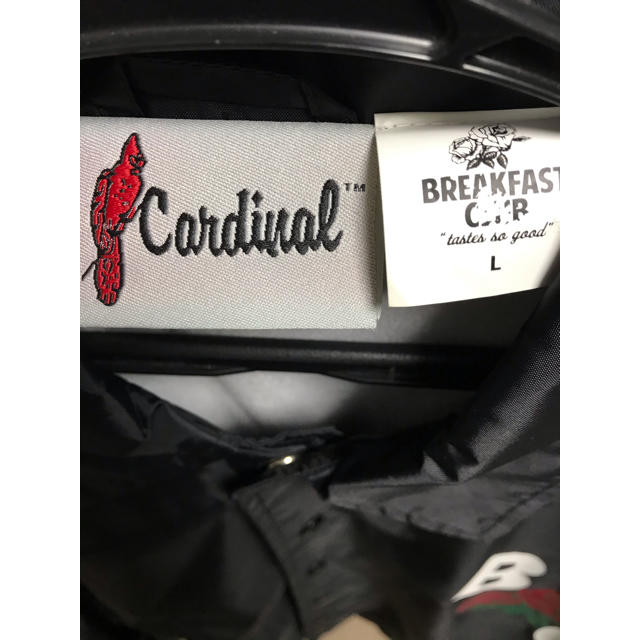 Cardinal™
BREAKFAST
"tastes so good"
L
B